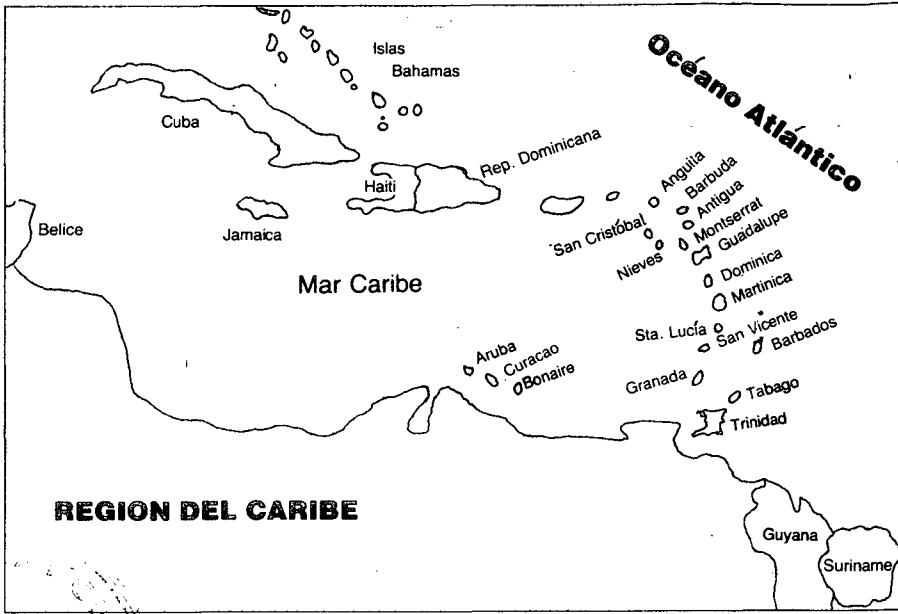 Islas
Bahamas
Océano Atlántico
Cuba
Rep. Dominicana
Haiti
Anguila
Barbuda
Antigua
Montserrat
Guadalupe
San Cristóbal
Nieves
Belice
Jamaica
Mar Caribe
Dominica
Martinica
Sta. Lucía
San Vicente
Barbados
Aruba
Curacao
Bonaire
Granada
Tabago
Trinidad
REGION DEL CARIBE
Guyana
Suriname